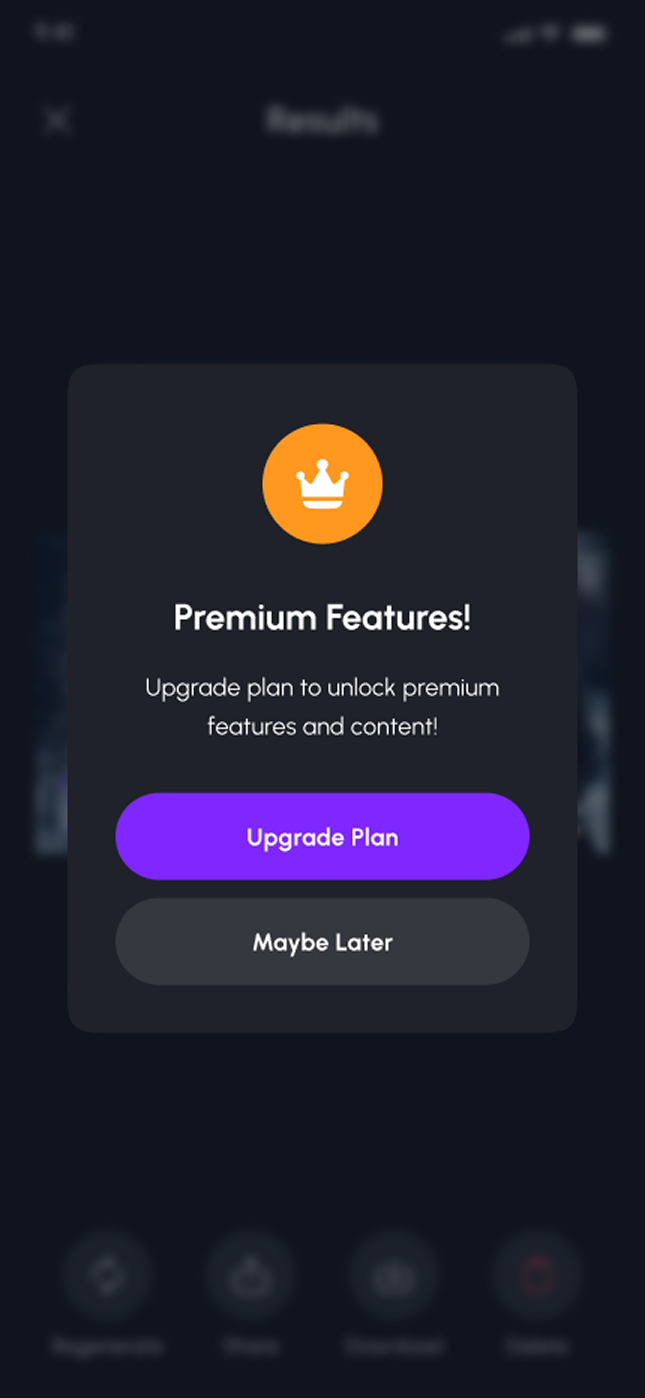 9:41
Results
Premium Features!
Upgrade plan to unlock premium
features and content!
Upgrade Plan
Maybe Later
Regenerate
Share
Download
Delete